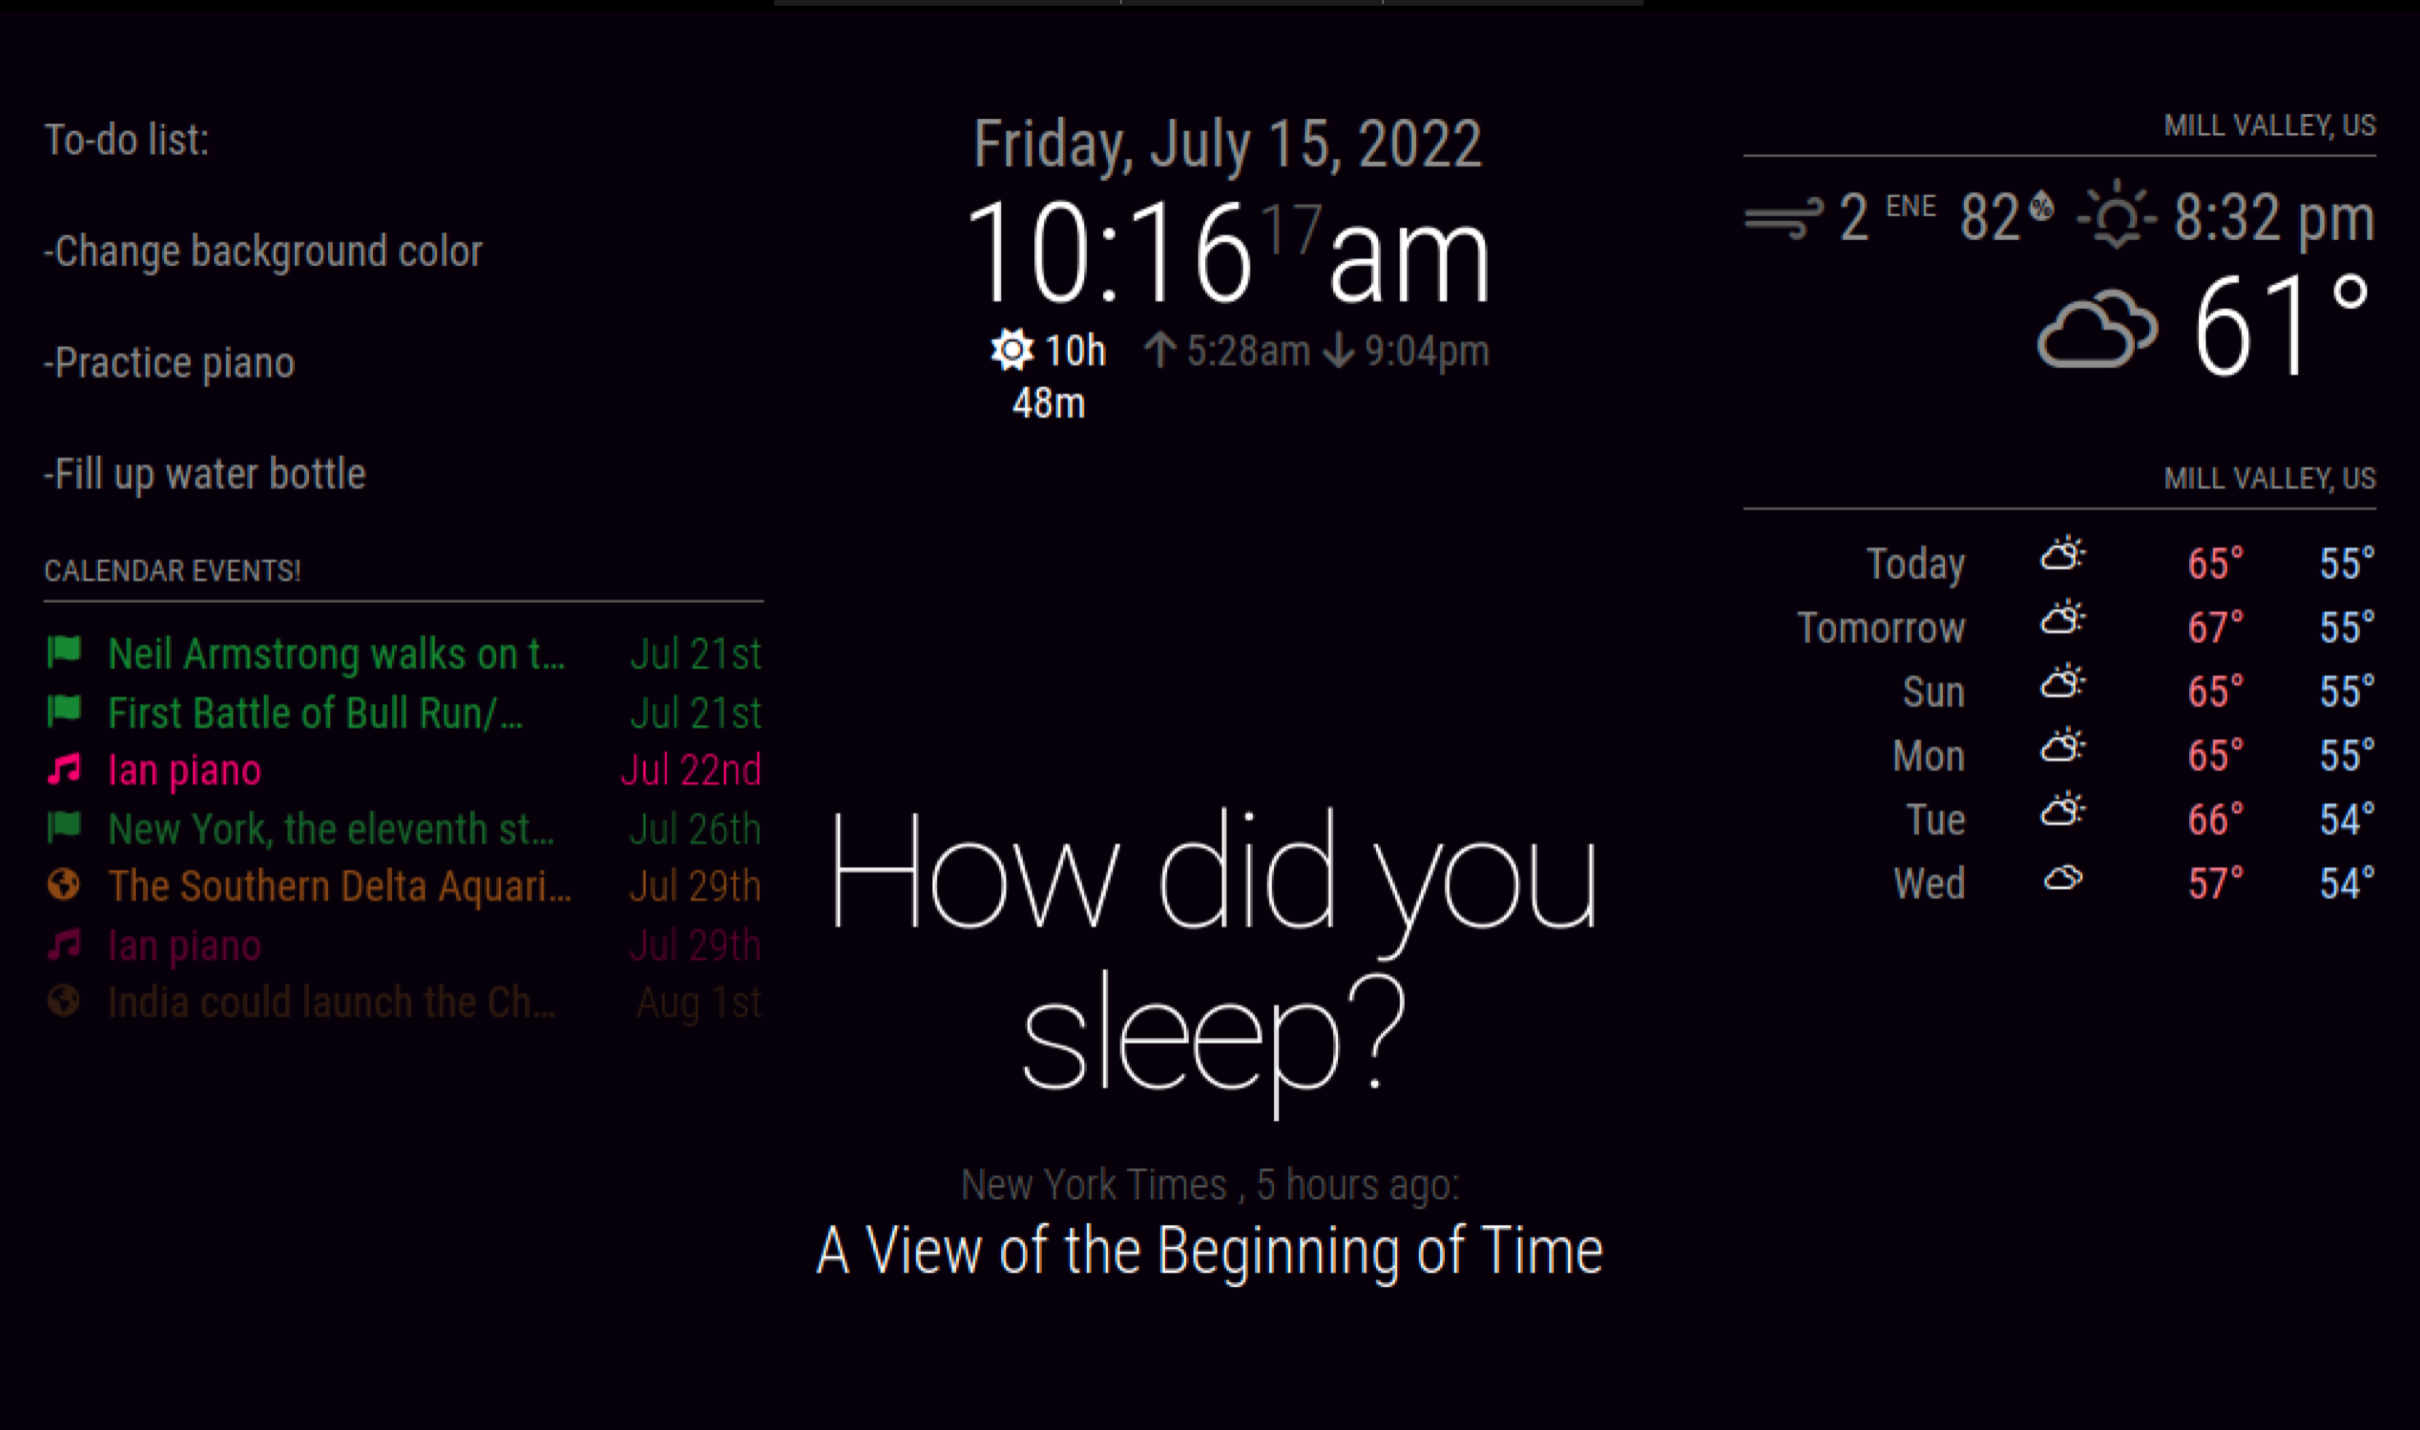 To-do list:
-Change background color
-Practice piano
-Fill up water bottle
CALENDAR EVENTS!
Neil Armstrong walks on t... Jul 21st
First Battle of Bull Run/... Jul 21st
Ian piano Jul 22nd
New York, the eleventh st... Jul 26th
The Southern Delta Aquari... Jul 29th
Ian piano Jul 29th
India could launch the Ch... Aug 1st
Friday, July 15, 2022
10:16 17 am
10h 5:28am 9:04pm
48m
How did you
sleep?
New York Times , 5 hours ago:
A View of the Beginning of Time
MILL VALLEY, US
2 ENE 82 % 8:32 pm
61°
MILL VALLEY, US
Today 65° 55°
Tomorrow 67° 55°
Sun 65° 55°
Mon 65° 55°
Tue 66° 54°
Wed 57° 54°